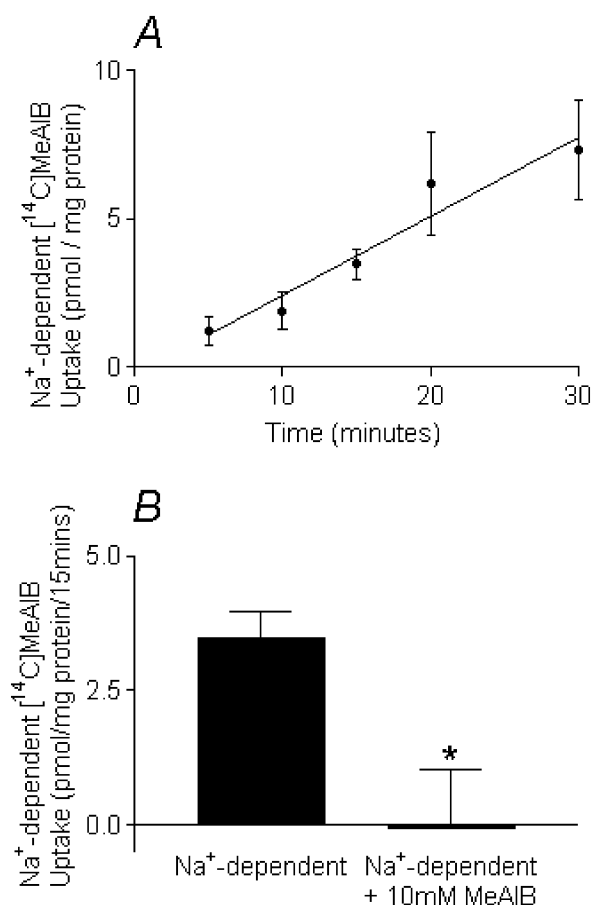 A
Na⁺-dependent [¹⁴C]MeAIB
Uptake (pmol / mg protein)
10
5
0
0 10 20 30
Time (minutes)
B
Na⁺-dependent [¹⁴C]MeAIB
Uptake (pmol/mg protein/15mins)
5.0
2.5
0.0
*
Na⁺-dependent Na⁺-dependent
+ 10mM MeAIB